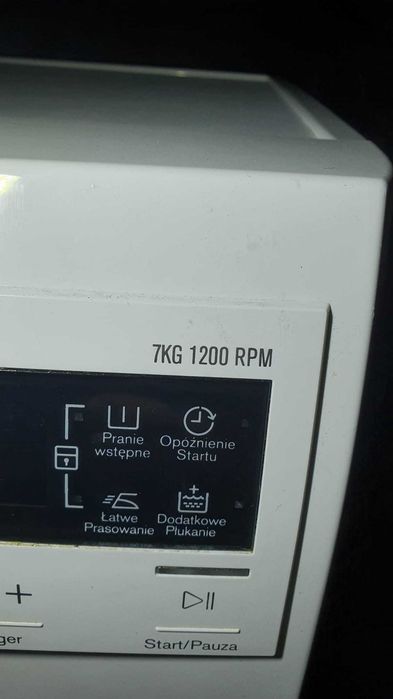 7KG 1200 RPM
Pranie
wstępne
Opóźnienie
Startu
Łatwe
Prasowanie
Dodatkowe
Płukanie
+
ger
Start/Pauza